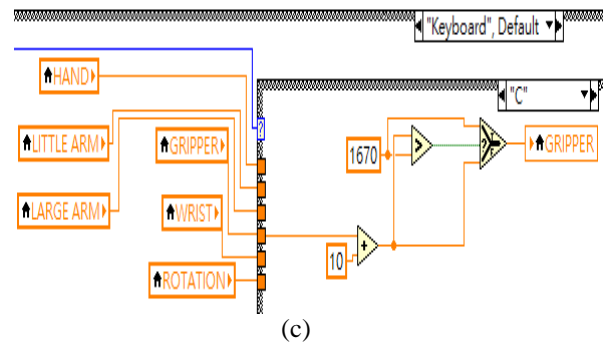 "Keyboard", Default
"C"
HAND
LITTLE ARM
GRIPPER
1670
GRIPPER
LARGE ARM
WRIST
10
ROTATION
?
?
>
+
(c)